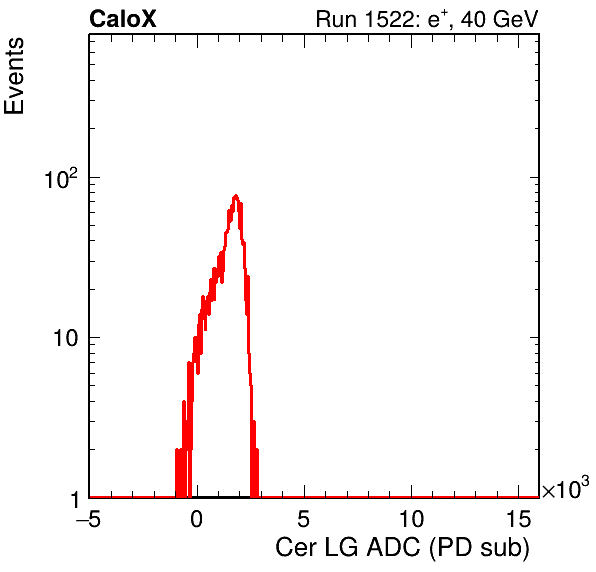 CaloX
Run 1522: e⁺, 40 GeV
Events
10²
10
1
−5
0
5
10
15
×10³
Cer LG ADC (PD sub)